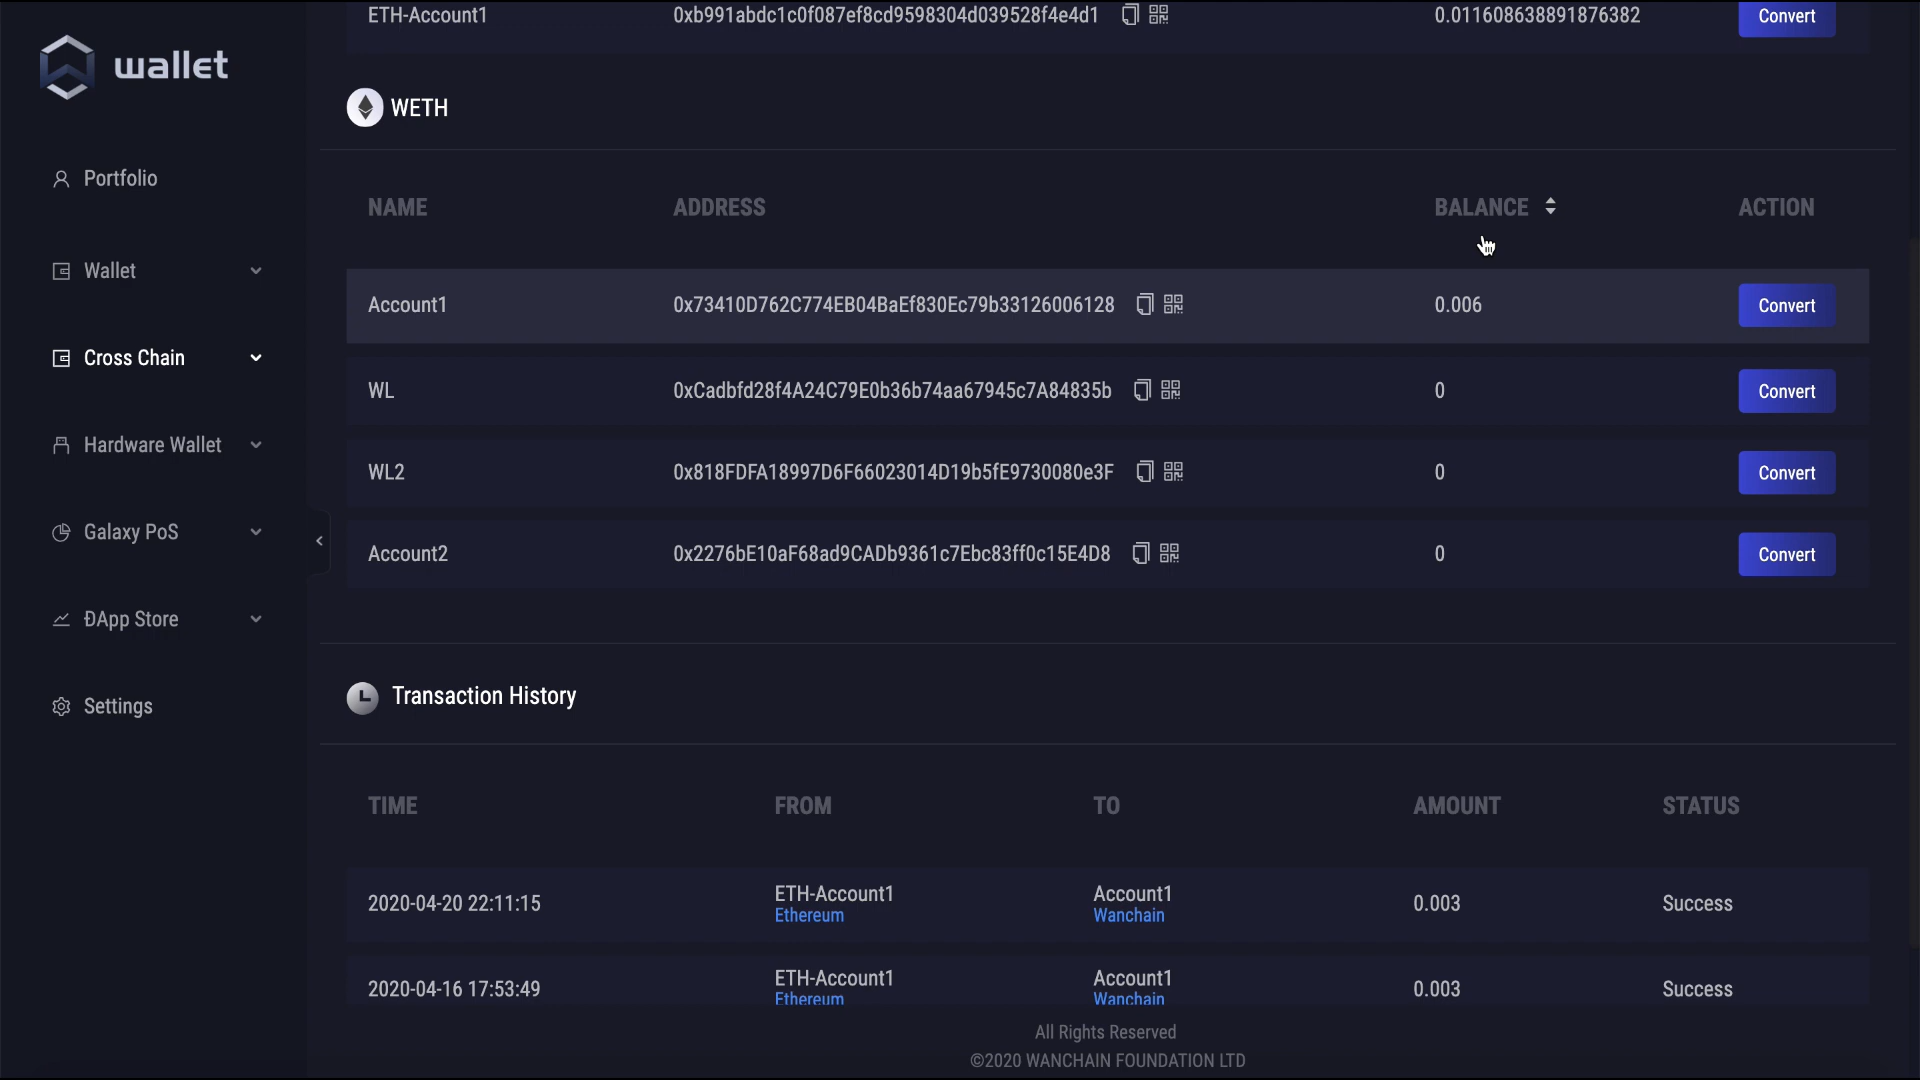 ETH-Account1 0xb991abdc1c0f087ef8cd9598304d039528f4e4d1 0.011608638891876382 Convert
wallet
WETH
Portfolio
NAME ADDRESS BALANCE ACTION
Wallet
Account1 0x73410D762C774EB04BaEf830Ec79b33126006128 0.006 Convert
Cross Chain
WL 0xCadbfd28f4A24C79E0b36b74aa67945c7A84835b 0 Convert
Hardware Wallet
WL2 0x818FDFA18997D6F66023014D19b5fE9730080e3F 0 Convert
Galaxy PoS
Account2 0x2276bE10aF68ad9CADb9361c7Ebc83ff0c15E4D8 0 Convert
ĐApp Store
Settings
Transaction History
TIME FROM TO AMOUNT STATUS
2020-04-20 22:11:15 ETH-Account1 Account1 0.003 Success
Ethereum Wanchain
2020-04-16 17:53:49 ETH-Account1 Account1 0.003 Success
Ethereum Wanchain
All Rights Reserved
©2020 WANCHAIN FOUNDATION LTD